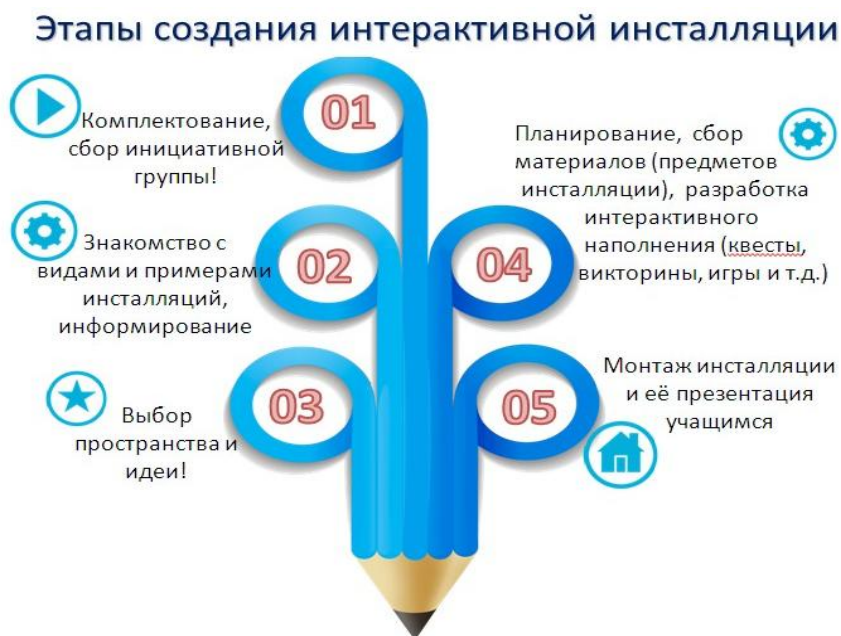 Этапы создания интерактивной инсталляции
01
Комплектование,
сбор инициативной
группы!
02
Знакомство с
видами и примерами
инсталляций,
информирование
03
Выбор
пространства и
идеи!
04
Планирование, сбор
материалов (предметов
инсталляции), разработка
интерактивного
наполнения (квесты,
викторины, игры и т.д.)
05
Монтаж инсталляции
и её презентация
учащимся